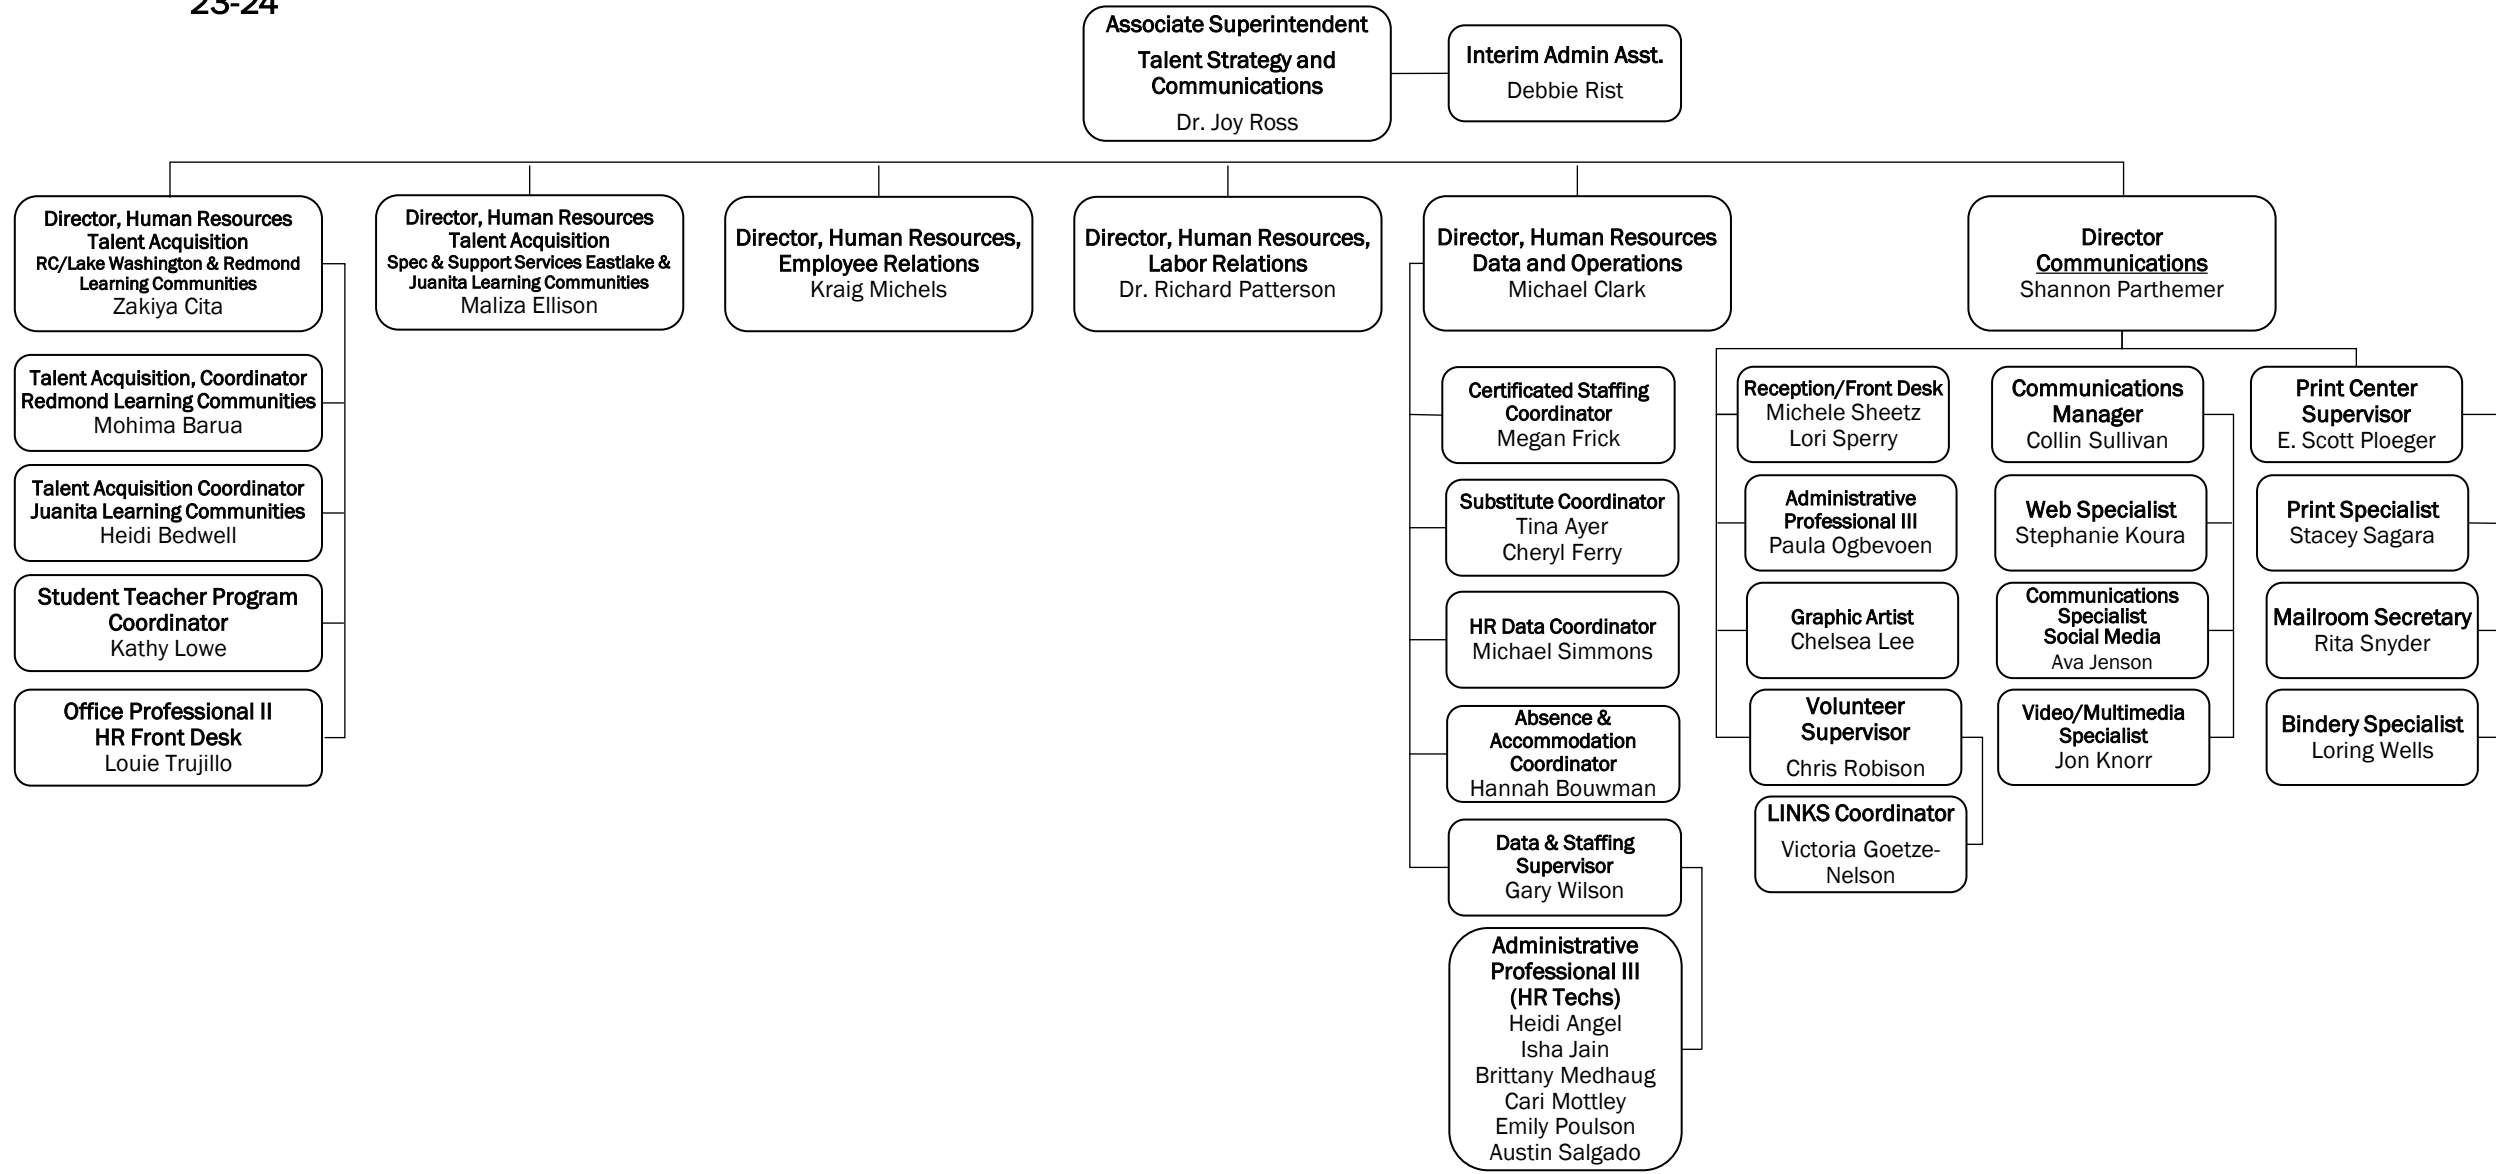 23-24
Associate Superintendent
Talent Strategy and
Communications
Dr. Joy Ross
Interim Admin Asst.
Debbie Rist
Director, Human Resources
Talent Acquisition
RC/Lake Washington & Redmond
Learning Communities
Zakiya Cita
Director, Human Resources
Talent Acquisition
Spec & Support Services Eastlake &
Juanita Learning Communities
Maliza Ellison
Director, Human Resources,
Employee Relations
Kraig Michels
Director, Human Resources,
Labor Relations
Dr. Richard Patterson
Director, Human Resources
Data and Operations
Michael Clark
Director
Communications
Shannon Parthemer
Talent Acquisition, Coordinator
Redmond Learning Communities
Mohima Barua
Talent Acquisition Coordinator
Juanita Learning Communities
Heidi Bedwell
Student Teacher Program
Coordinator
Kathy Lowe
Office Professional II
HR Front Desk
Louie Trujillo
Certificated Staffing
Coordinator
Megan Frick
Substitute Coordinator
Tina Ayer
Cheryl Ferry
HR Data Coordinator
Michael Simmons
Absence &
Accommodation
Coordinator
Hannah Bouwman
Data & Staffing
Supervisor
Gary Wilson
Administrative
Professional III
(HR Techs)
Heidi Angel
Isha Jain
Brittany Medhaug
Cari Mottley
Emily Poulson
Austin Salgado
Reception/Front Desk
Michele Sheetz
Lori Sperry
Administrative
Professional III
Paula Ogbevoen
Graphic Artist
Chelsea Lee
Volunteer
Supervisor
Chris Robison
LINKS Coordinator
Victoria Goetze-
Nelson
Communications
Manager
Collin Sullivan
Web Specialist
Stephanie Koura
Communications
Specialist
Social Media
Ava Jenson
Video/Multimedia
Specialist
Jon Knorr
Print Center
Supervisor
E. Scott Ploeger
Print Specialist
Stacey Sagara
Mailroom Secretary
Rita Snyder
Bindery Specialist
Loring Wells